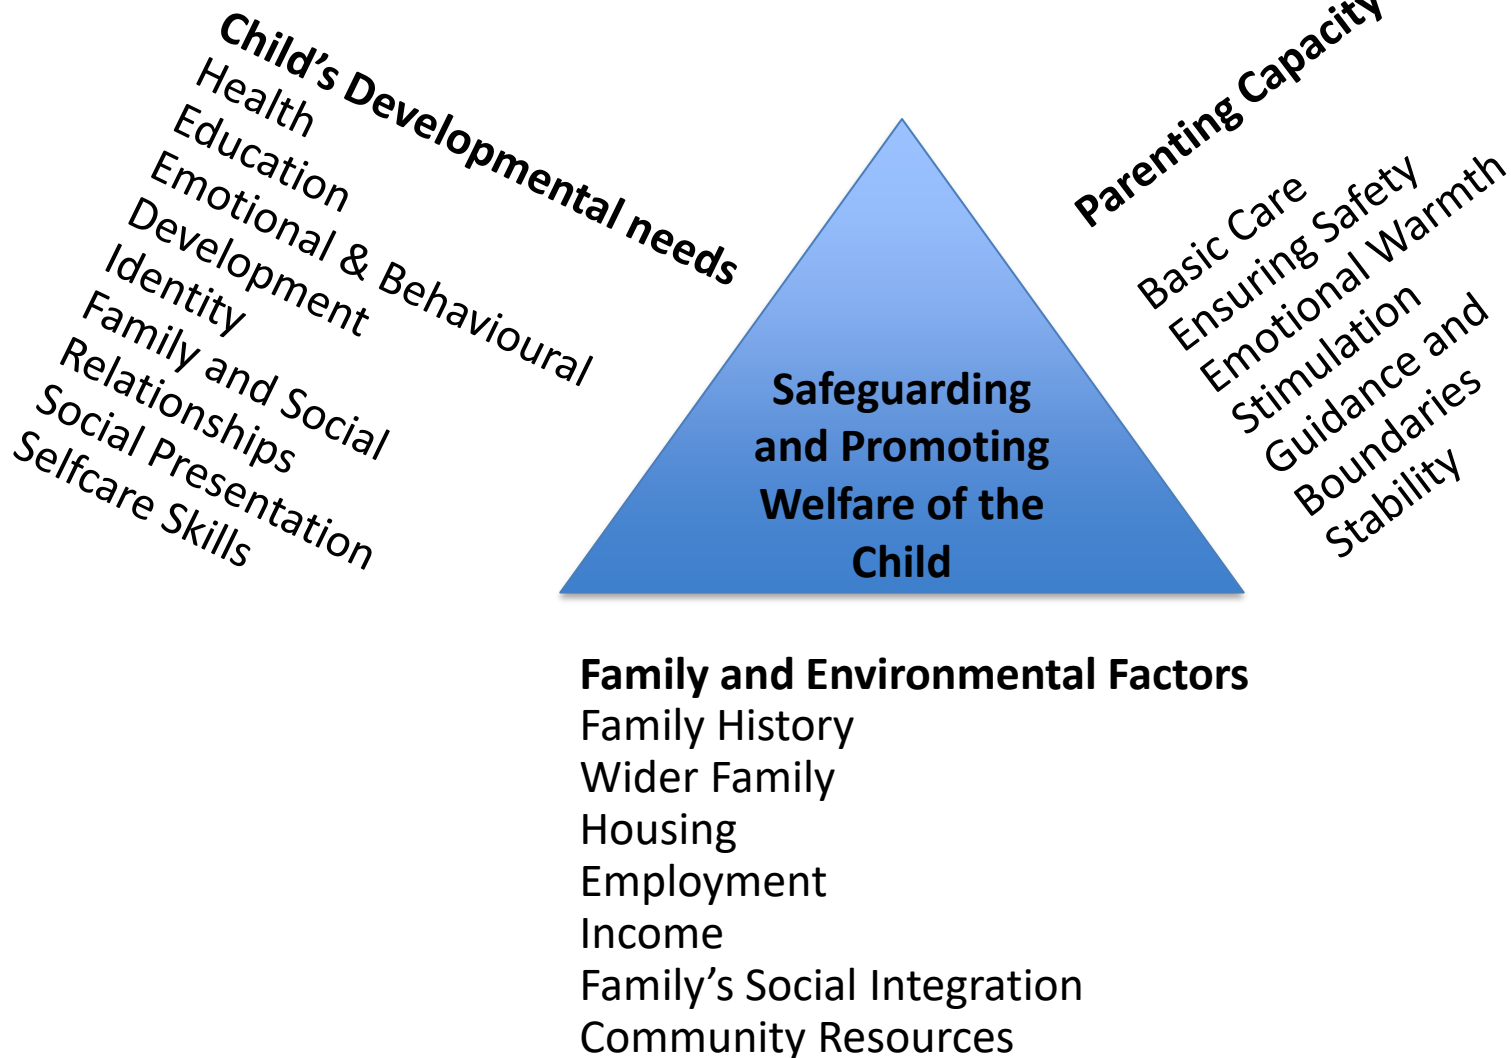 Child’s Developmental needs
Health
Education
Emotional & Behavioural
Development
Identity
Family and Social
Relationships
Social Presentation
Selfcare Skills
Parenting Capacity
Basic Care
Ensuring Safety
Emotional Warmth
Stimulation
Guidance and
Boundaries
Stability
Safeguarding
and Promoting
Welfare of the
Child
Family and Environmental Factors
Family History
Wider Family
Housing
Employment
Income
Family’s Social Integration
Community Resources